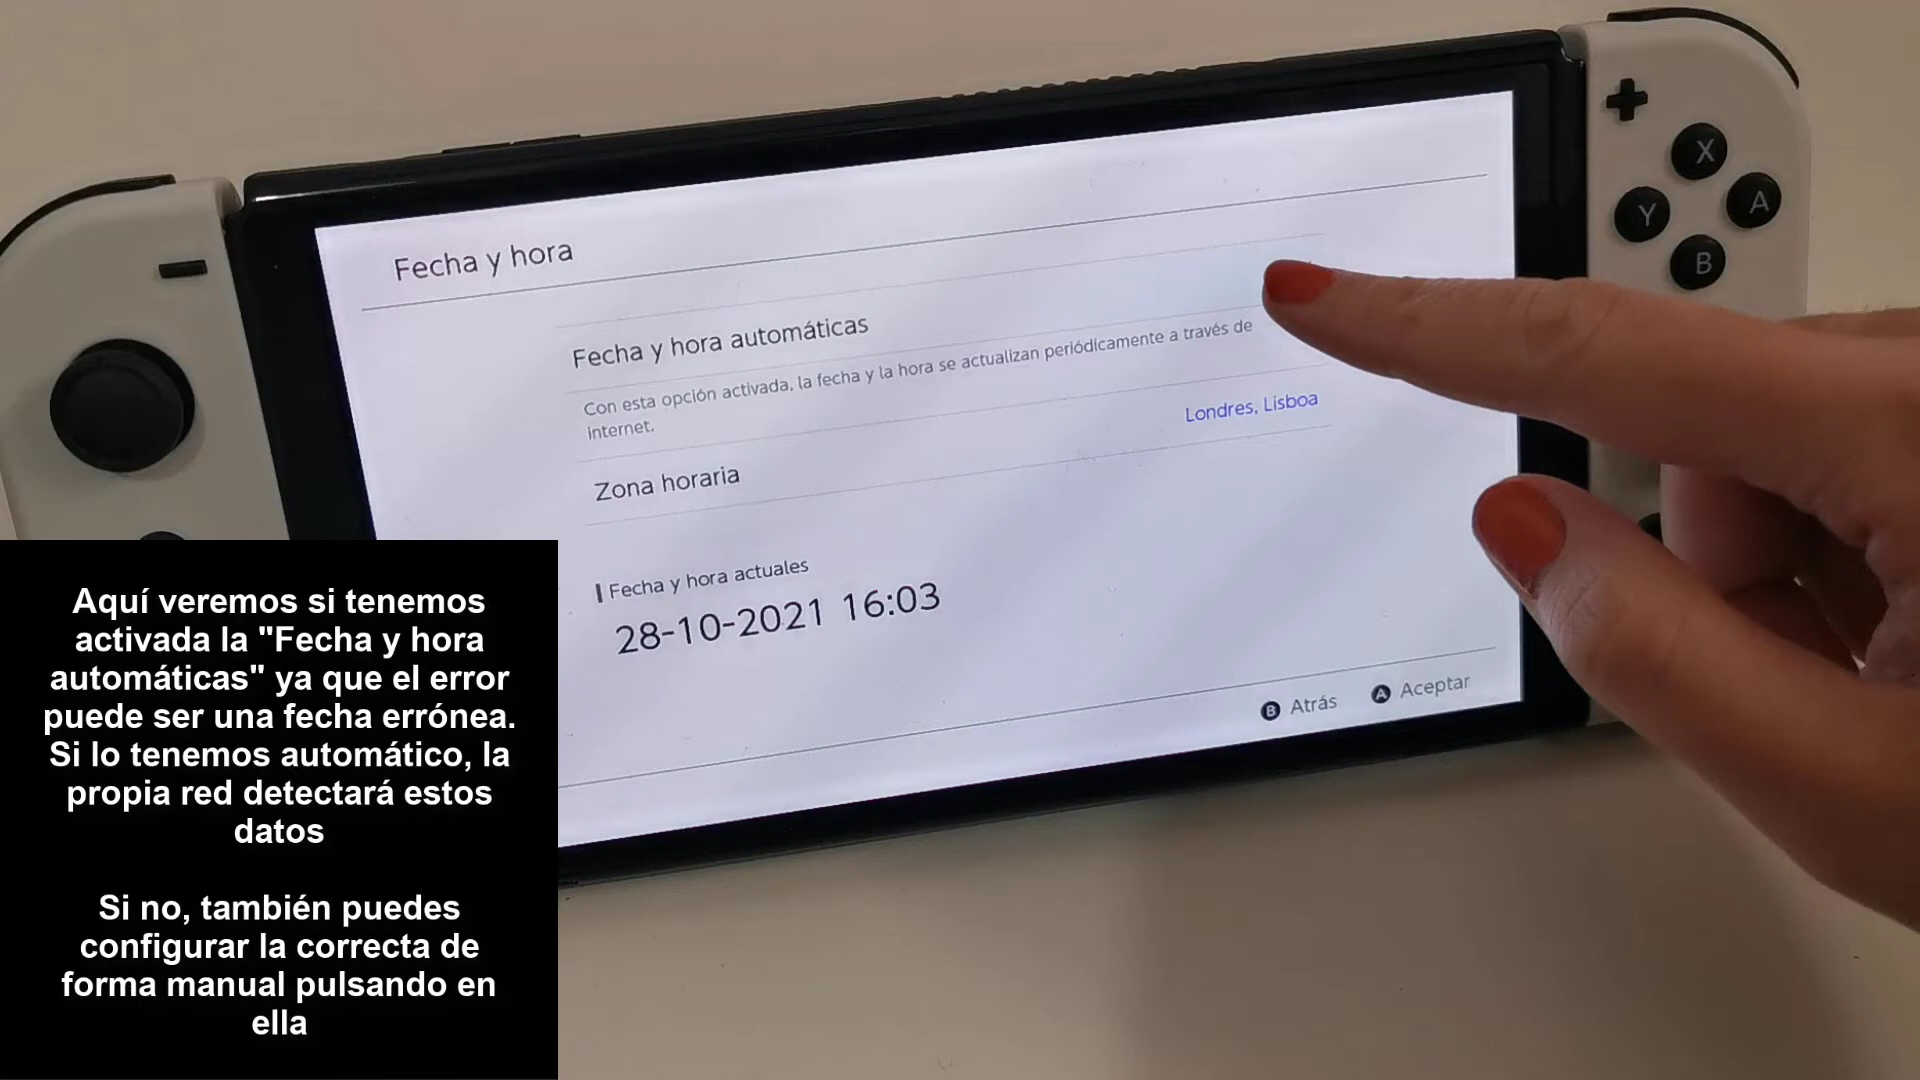 Fecha y hora
Fecha y hora automáticas
Con esta opción activada, la fecha y la hora se actualizan periódicamente a través de
internet.
Zona horaria
Londres, Lisboa
Fecha y hora actuales
28-10-2021 16:03
B Atrás
A Aceptar
X
Y
A
B
Aquí veremos si tenemos
activada la "Fecha y hora
automáticas" ya que el error
puede ser una fecha errónea.
Si lo tenemos automático, la
propia red detectará estos
datos
Si no, también puedes
configurar la correcta de
forma manual pulsando en
ella